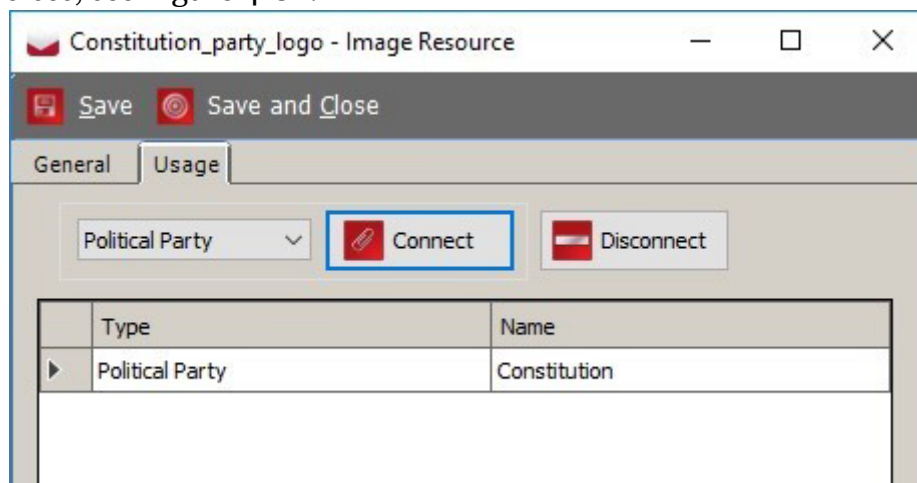 Constitution_party_logo - Image Resource
Save Save and Close
General Usage
Political Party Connect Disconnect
Type Name
Political Party Constitution